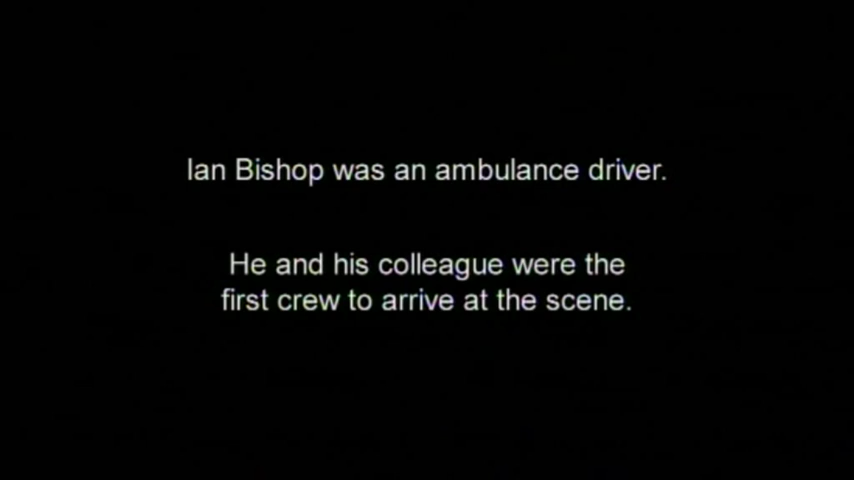 Ian Bishop was an ambulance driver.
He and his colleague were the
first crew to arrive at the scene.